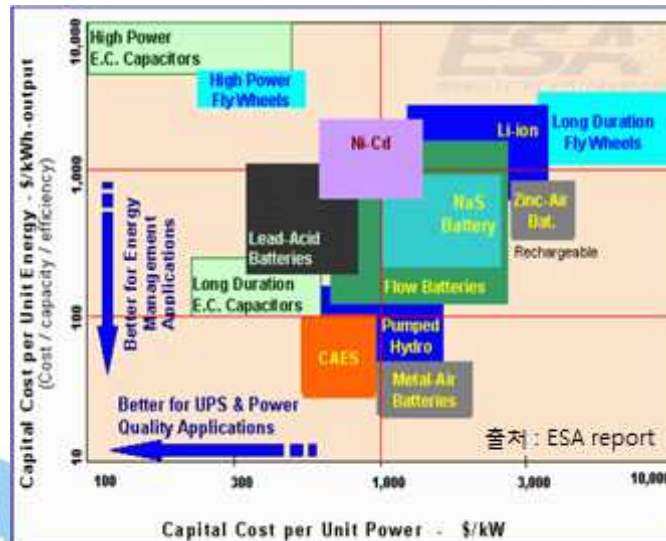 10,000
High Power
E.C. Capacitors
High Power
Fly Wheels
ESA
Li-ion
Long Duration
Fly Wheels
Ni-Cd
1,000
Lead-Acid
Batteries
NaS
Battery
Zinc-Air
Bat.
Rechargeable
Flow Batteries
Long Duration
E.C. Capacitors
100
Pumped
Hydro
CAES
Metal-Air
Batteries
Better for Energy
Management
Applications
Better for UPS & Power
Quality Applications
출처 : ESA report
10
100
300
1,000
3,000
10,000
Capital Cost per Unit Energy - $/kWh-output
(Cost / capacity / efficiency)
Capital Cost per Unit Power - $/kW